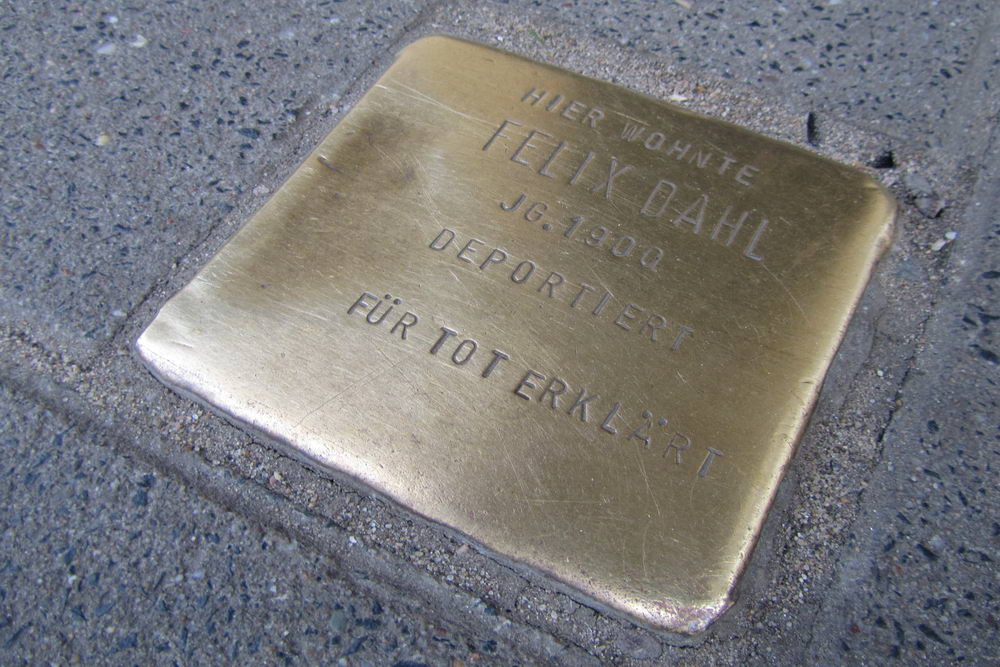 HIER WOHNTE
FELIX DAHL
JG. 1900
DEPORTIERT
FÜR TOT ERKLÄRT